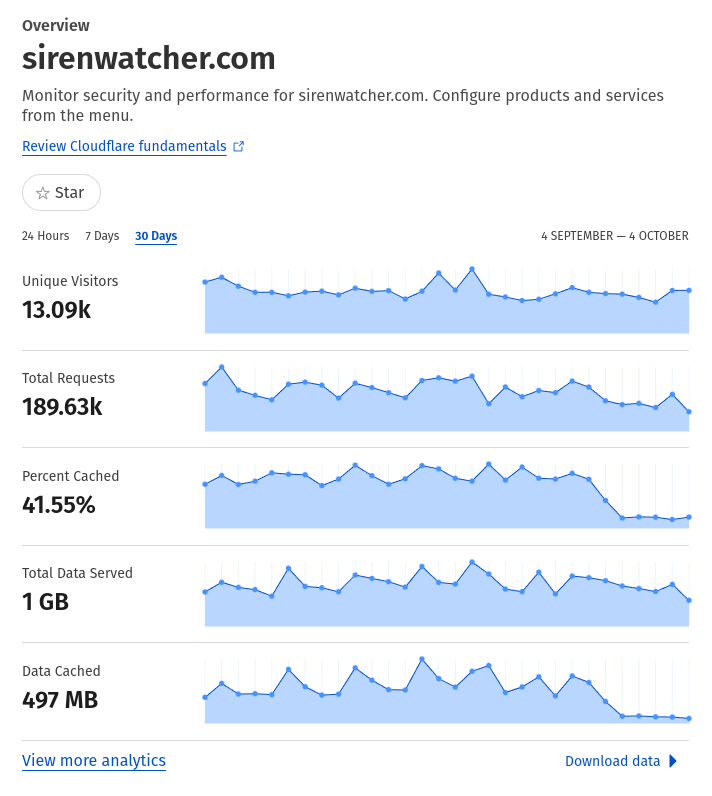 Overview
sirenwatcher.com
Monitor security and performance for sirenwatcher.com. Configure products and services
from the menu.
Review Cloudflare fundamentals
Star
24 Hours 7 Days 30 Days 4 SEPTEMBER — 4 OCTOBER
Unique Visitors
13.09k
Total Requests
189.63k
Percent Cached
41.55%
Total Data Served
1 GB
Data Cached
497 MB
View more analytics Download data